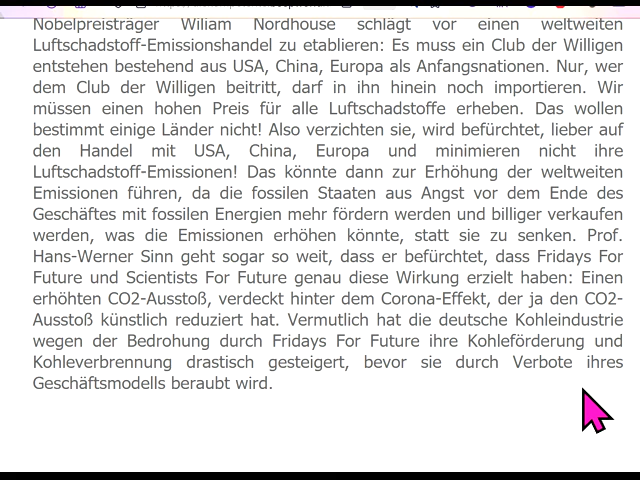 Nobelpreisträger Wiliam Nordhouse schlägt vor einen weltweiten
Luftschadstoff-Emissionshandel zu etablieren: Es muss ein Club der Willigen
entstehen bestehend aus USA, China, Europa als Anfangsnationen. Nur, wer
dem Club der Willigen beitritt, darf in ihn hinein noch importieren. Wir
müssen einen hohen Preis für alle Luftschadstoffe erheben. Das wollen
bestimmt einige Länder nicht! Also verzichten sie, wird befürchtet, lieber auf
den Handel mit USA, China, Europa und minimieren nicht ihre
Luftschadstoff-Emissionen! Das könnte dann zur Erhöhung der weltweiten
Emissionen führen, da die fossilen Staaten aus Angst vor dem Ende des
Geschäftes mit fossilen Energien mehr fördern werden und billiger verkaufen
werden, was die Emissionen erhöhen könnte, statt sie zu senken. Prof.
Hans-Werner Sinn geht sogar so weit, dass er befürchtet, dass Fridays For
Future und Scientists For Future genau diese Wirkung erzielt haben: Einen
erhöhten CO2-Ausstoß, verdeckt hinter dem Corona-Effekt, der ja den CO2-
Ausstoß künstlich reduziert hat. Vermutlich hat die deutsche Kohleindustrie
wegen der Bedrohung durch Fridays For Future ihre Kohleförderung und
Kohleverbrennung drastisch gesteigert, bevor sie durch Verbote ihres
Geschäftsmodells beraubt wird.